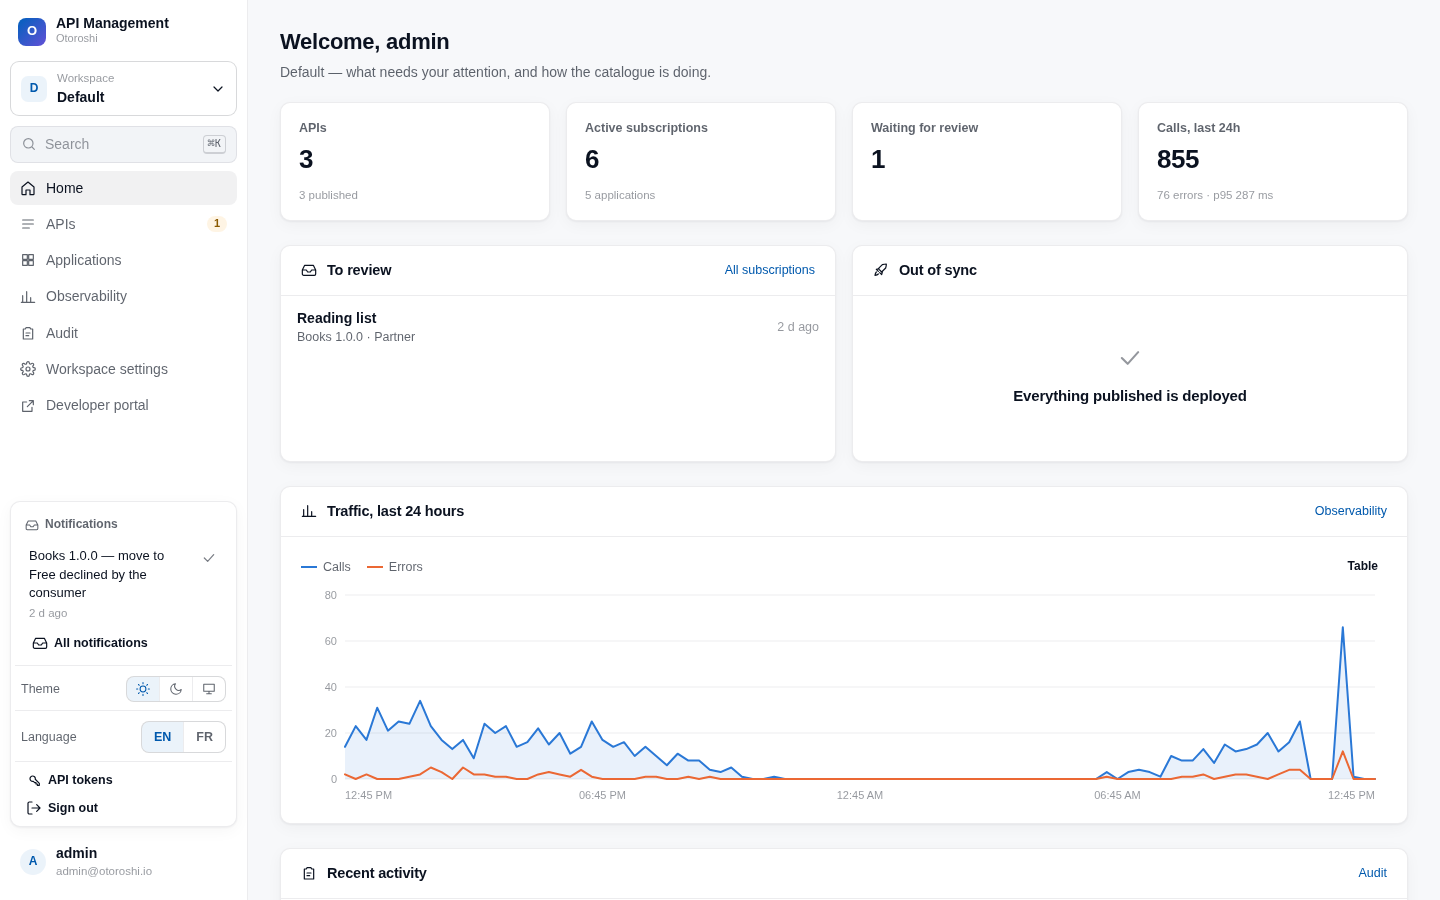 O
API Management
Otoroshi
D
Workspace
Default
Search
⌘K
Home
APIs
1
Applications
Observability
Audit
Workspace settings
Developer portal
Notifications
Books 1.0.0 — move to
Free declined by the
consumer
2 d ago
All notifications
Theme
Language
EN
FR
API tokens
Sign out
A
admin
admin@otoroshi.io
Welcome, admin
Default — what needs your attention, and how the catalogue is doing.
APIs
3
3 published
Active subscriptions
6
5 applications
Waiting for review
1
Calls, last 24h
855
76 errors · p95 287 ms
To review
All subscriptions
Reading list
Books 1.0.0 · Partner
2 d ago
Out of sync
Everything published is deployed
Traffic, last 24 hours
Observability
Calls
Errors
Table
80
60
40
20
0
12:45 PM
06:45 PM
12:45 AM
06:45 AM
12:45 PM
Recent activity
Audit